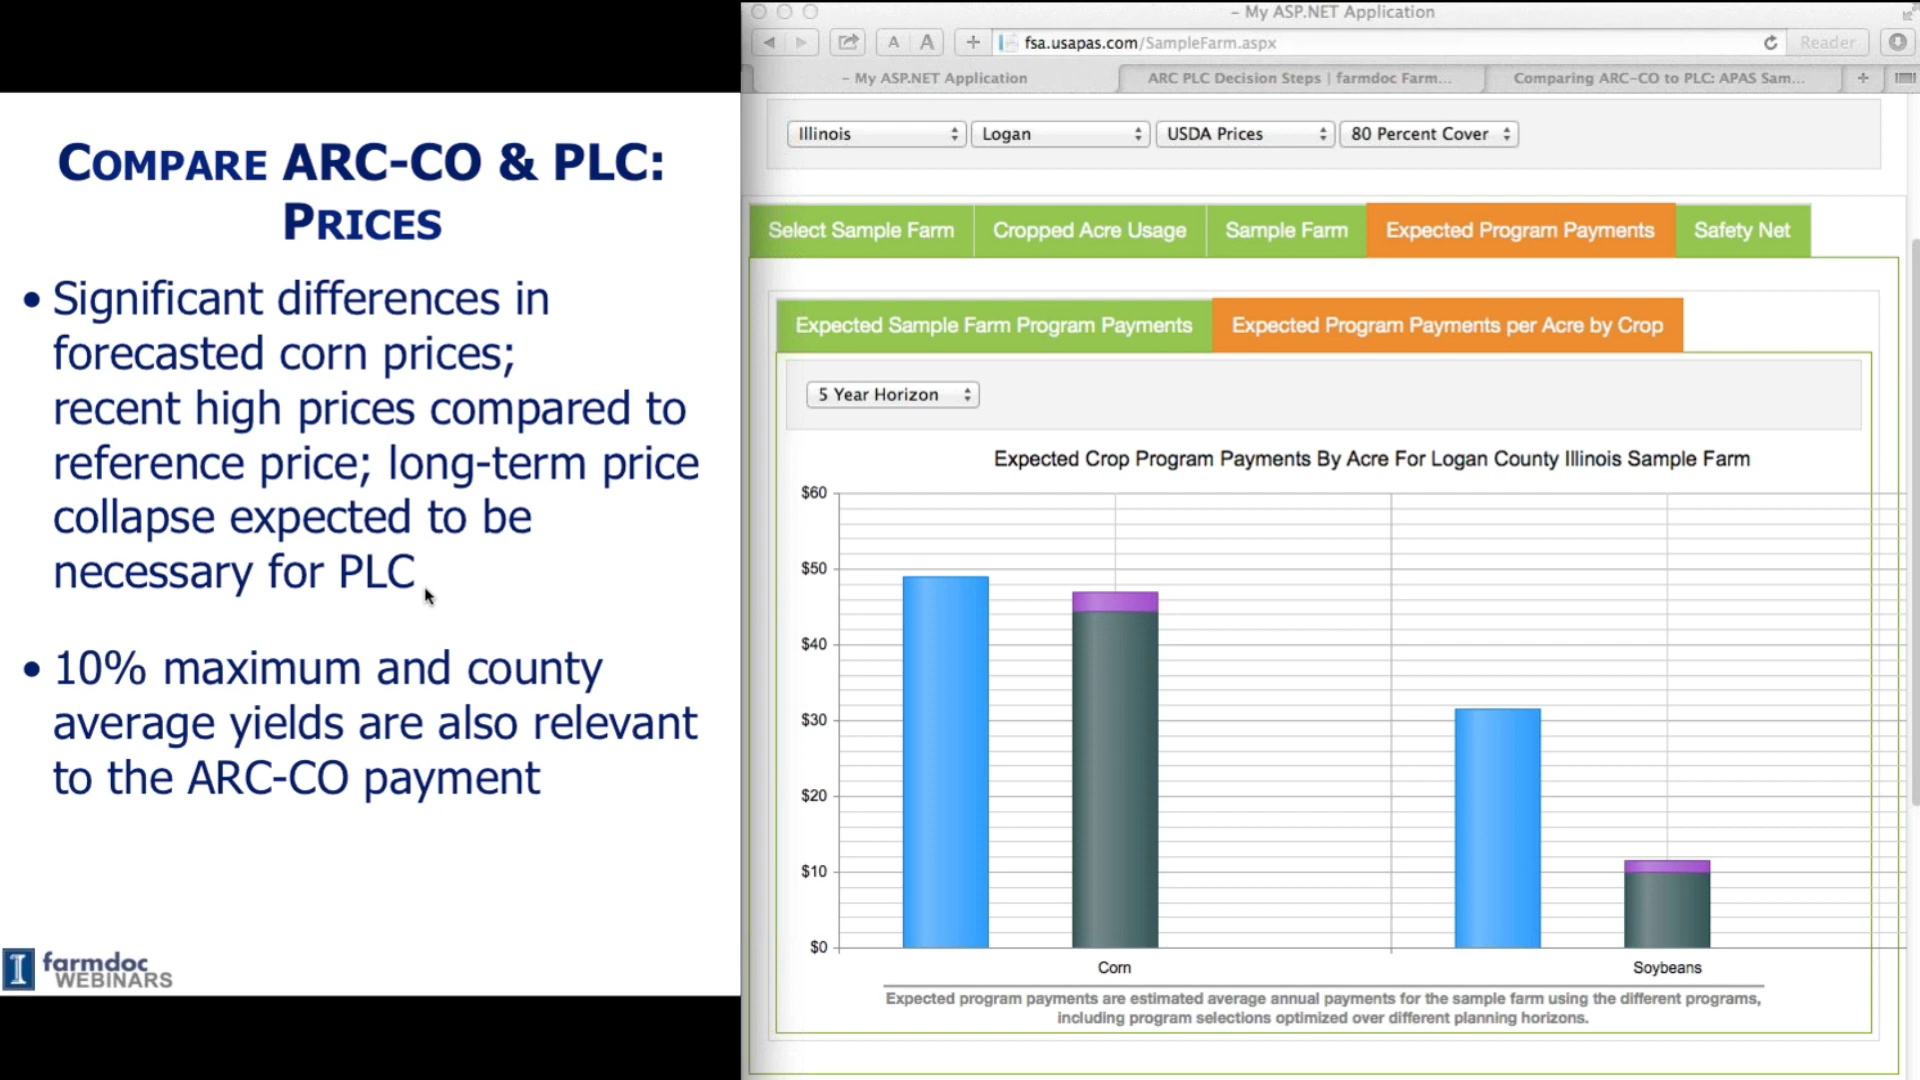 COMPARE ARC-CO & PLC:
PRICES
• Significant differences in
forecasted corn prices;
recent high prices compared to
reference price; long-term price
collapse expected to be
necessary for PLC
• 10% maximum and county
average yields are also relevant
to the ARC-CO payment
I farmdoc
WEBINARS
– My ASP.NET Application
A A + fsa.usapas.com/SampleFarm.aspx Reader
– My ASP.NET Application ARC PLC Decision Steps | farmdoc Farm... Comparing ARC-CO to PLC: APAS Sam... +
Illinois Logan USDA Prices 80 Percent Cover
Select Sample Farm Cropped Acre Usage Sample Farm Expected Program Payments Safety Net
Expected Sample Farm Program Payments Expected Program Payments per Acre by Crop
5 Year Horizon
Expected Crop Program Payments By Acre For Logan County Illinois Sample Farm
$60
$50
$40
$30
$20
$10
$0
Corn Soybeans
Expected program payments are estimated average annual payments for the sample farm using the different programs,
including program selections optimized over different planning horizons.